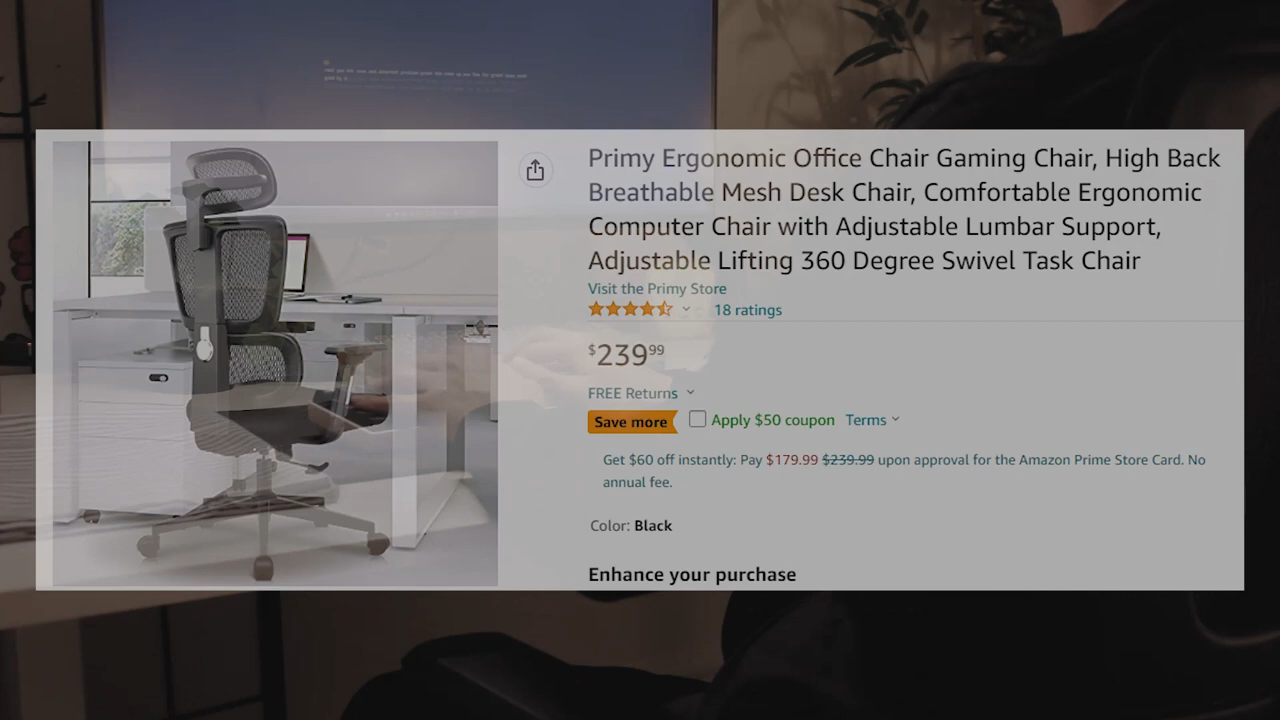 Primy Ergonomic Office Chair Gaming Chair, High Back
Breathable Mesh Desk Chair, Comfortable Ergonomic
Computer Chair with Adjustable Lumbar Support,
Adjustable Lifting 360 Degree Swivel Task Chair
Visit the Primy Store
18 ratings
$239.99
FREE Returns
Save more Apply $50 coupon Terms
Get $60 off instantly: Pay $179.99 $239.99 upon approval for the Amazon Prime Store Card. No
annual fee.
Color: Black
Enhance your purchase